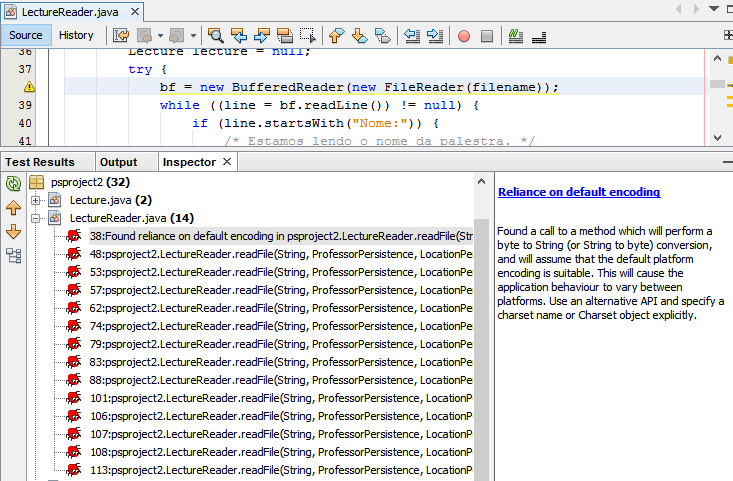 LectureReader.java
Source History
36 Lecture lecture = null;
37 try {
bf = new BufferedReader(new FileReader(filename));
39 while ((line = bf.readLine()) != null) {
40 if (line.startsWith("Nome:")) {
41 /* Estamos lendo o nome da palestra. */
Test Results Output Inspector
psproject2 (32)
Lecture.java (2)
LectureReader.java (14)
38:Found reliance on default encoding in psproject2.LectureReader.readFile(Str
48:psproject2.LectureReader.readFile(String, ProfessorPersistence, LocationPe
53:psproject2.LectureReader.readFile(String, ProfessorPersistence, LocationPe
57:psproject2.LectureReader.readFile(String, ProfessorPersistence, LocationPe
62:psproject2.LectureReader.readFile(String, ProfessorPersistence, LocationPe
74:psproject2.LectureReader.readFile(String, ProfessorPersistence, LocationPe
79:psproject2.LectureReader.readFile(String, ProfessorPersistence, LocationPe
83:psproject2.LectureReader.readFile(String, ProfessorPersistence, LocationPe
88:psproject2.LectureReader.readFile(String, ProfessorPersistence, LocationPe
101:psproject2.LectureReader.readFile(String, ProfessorPersistence, LocationP
106:psproject2.LectureReader.readFile(String, ProfessorPersistence, LocationP
107:psproject2.LectureReader.readFile(String, ProfessorPersistence, LocationP
108:psproject2.LectureReader.readFile(String, ProfessorPersistence, LocationP
113:psproject2.LectureReader.readFile(String, ProfessorPersistence, LocationP
Reliance on default encoding
Found a call to a method which will perform a
byte to String (or String to byte) conversion,
and will assume that the default platform
encoding is suitable. This will cause the
application behaviour to vary between
platforms. Use an alternative API and specify a
charset name or Charset object explicitly.